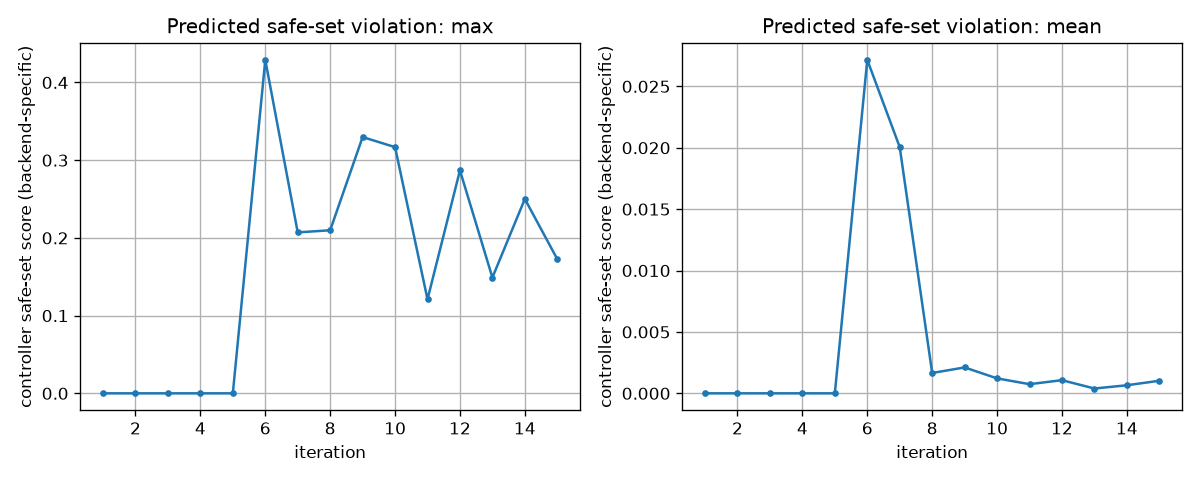 Predicted safe-set violation: max
controller safe-set score (backend-specific)
0.4
0.3
0.2
0.1
0.0
2 4 6 8 10 12 14
iteration
Predicted safe-set violation: mean
controller safe-set score (backend-specific)
0.025
0.020
0.015
0.010
0.005
0.000
2 4 6 8 10 12 14
iteration